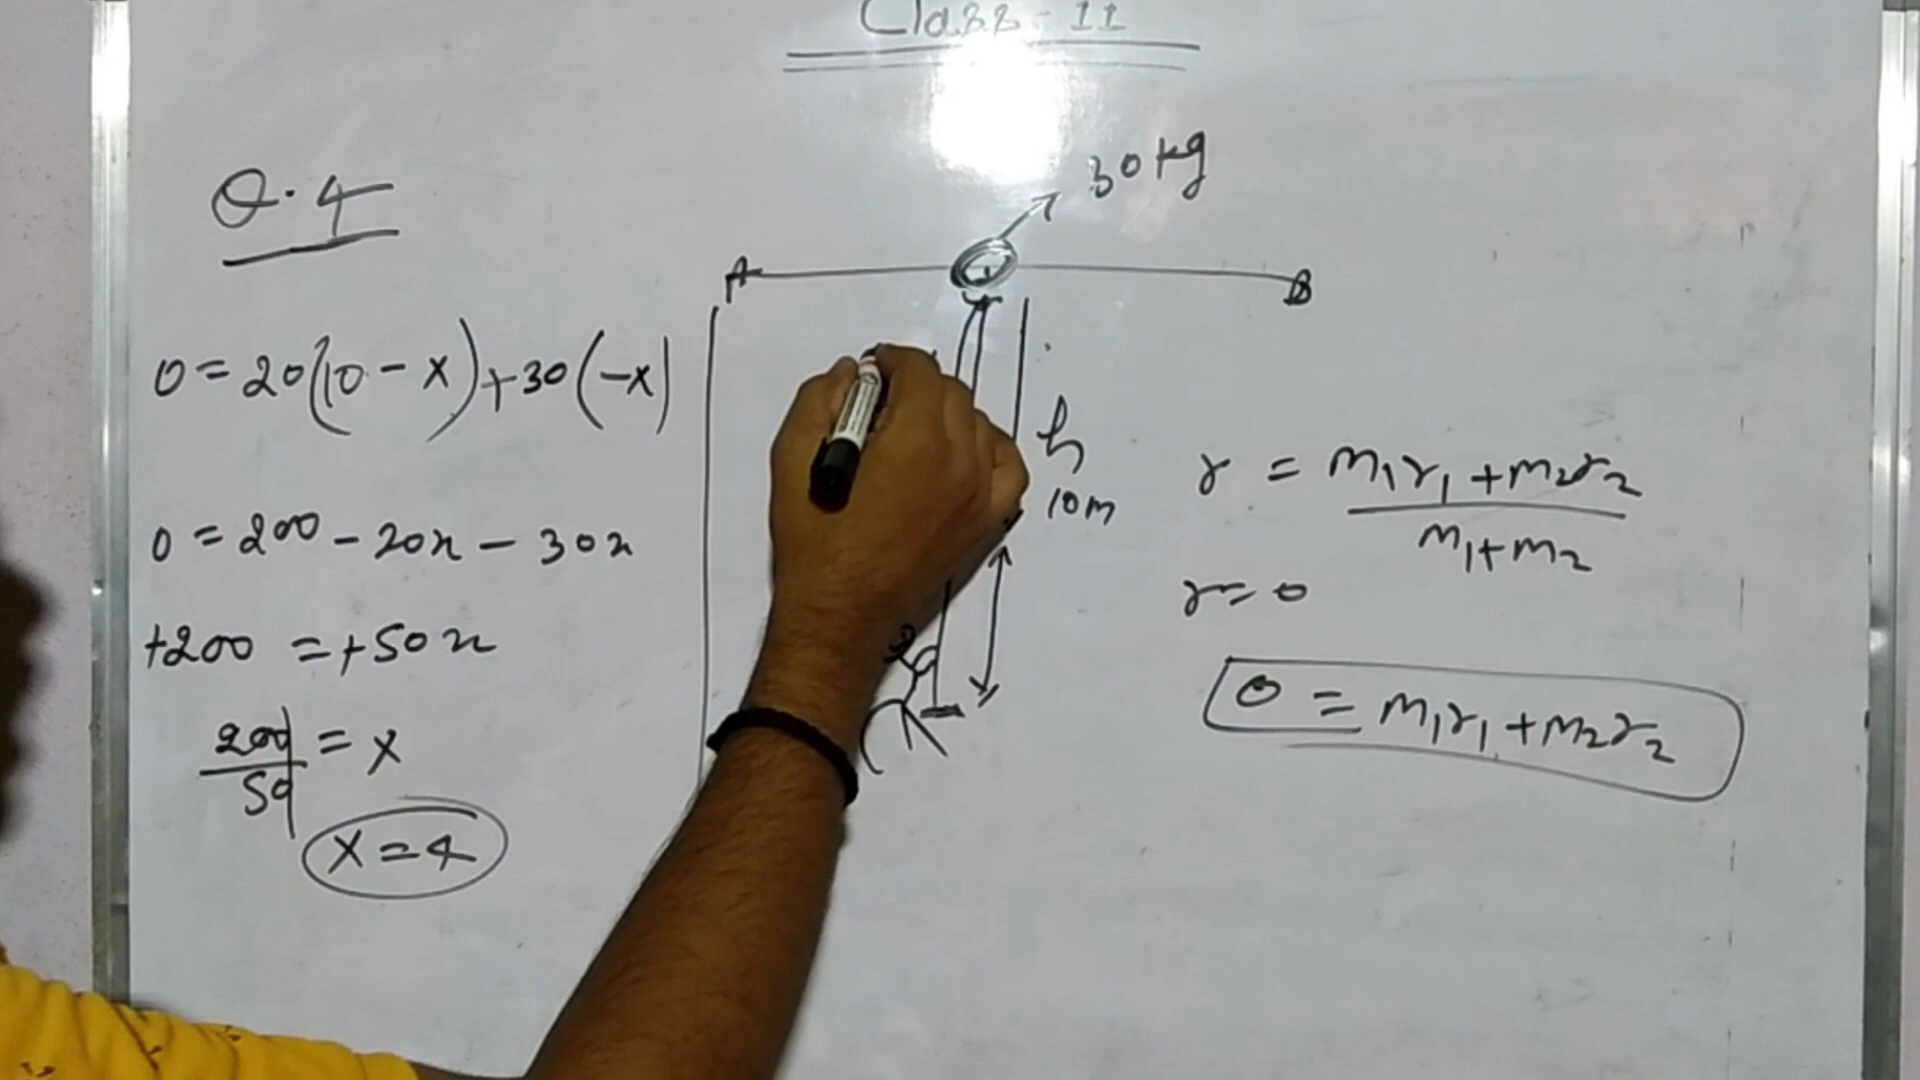 Class - 11
Q.4
30 kg
A
B
0 = 20(10 - x) + 30(-x)
h
10m
r = m₁r₁ + m₂r₂ / m₁ + m₂
0 = 200 - 20x - 30x
r = 0
+200 = +50x
0 = m₁r₁ + m₂r₂
200/50 = x
x = 4